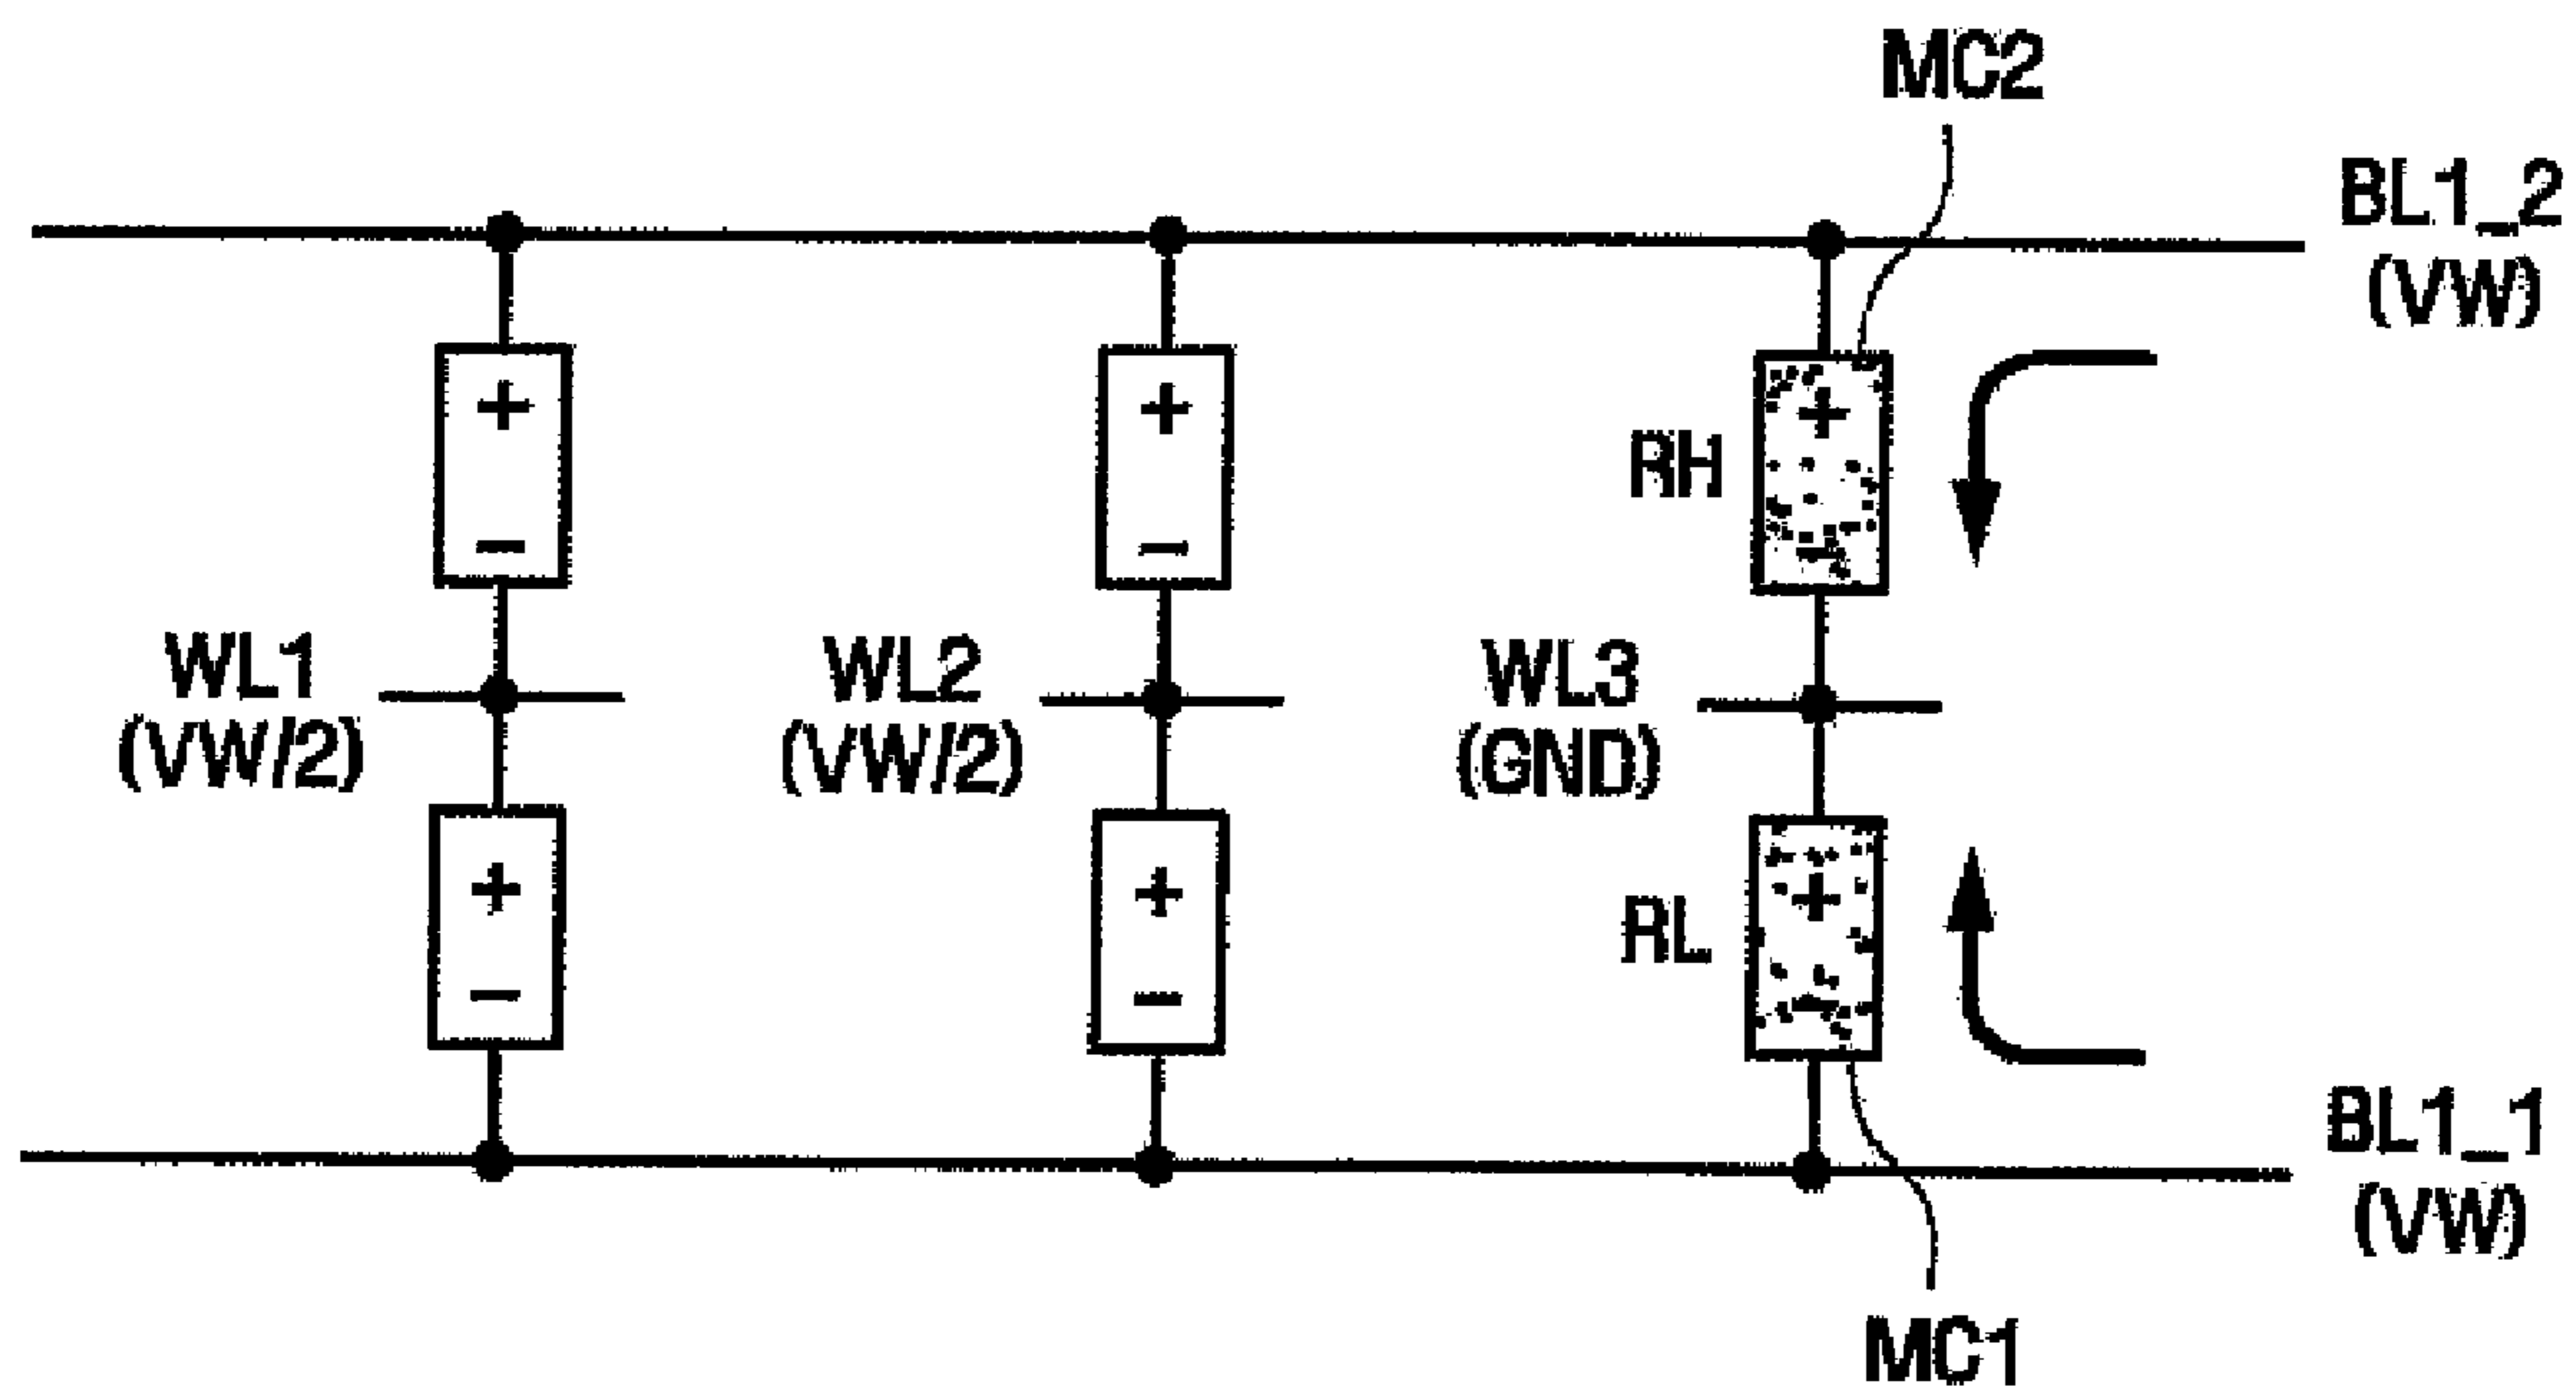 MC2
BL1_2
(VW)
+
+
+
RH
−
−
−
WL1
(VW/2)
WL2
(VW/2)
WL3
(GND)
+
+
+
RL
−
−
−
BL1_1
(VW)
MC1